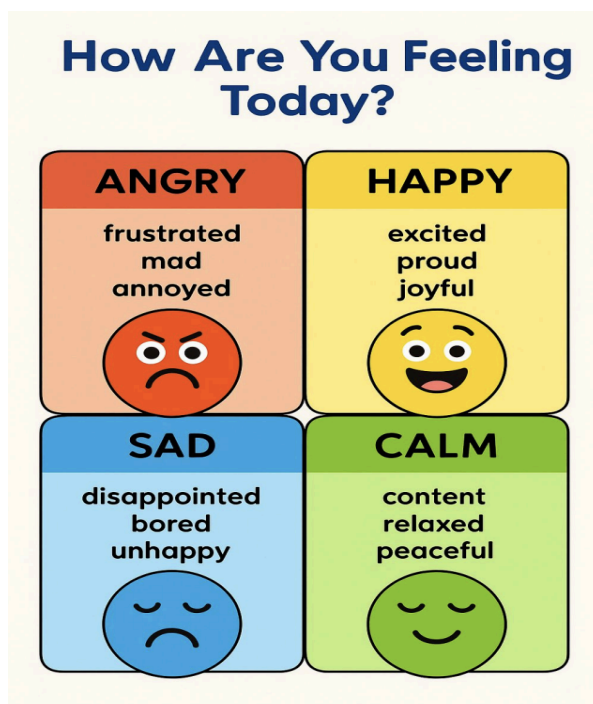 How Are You Feeling
Today?
ANGRY
frustrated
mad
annoyed
HAPPY
excited
proud
joyful
SAD
disappointed
bored
unhappy
CALM
content
relaxed
peaceful